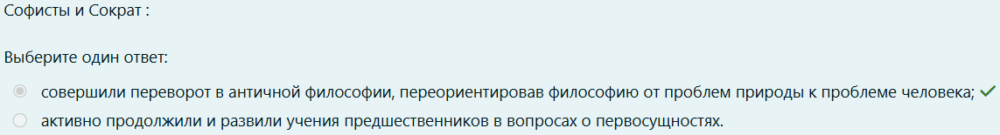 Софисты и Сократ :
Выберите один ответ:
совершили переворот в античной философии, переориентировав философию от проблем природы к проблеме человека;
активно продолжили и развили учения предшественников в вопросах о первосущностях.